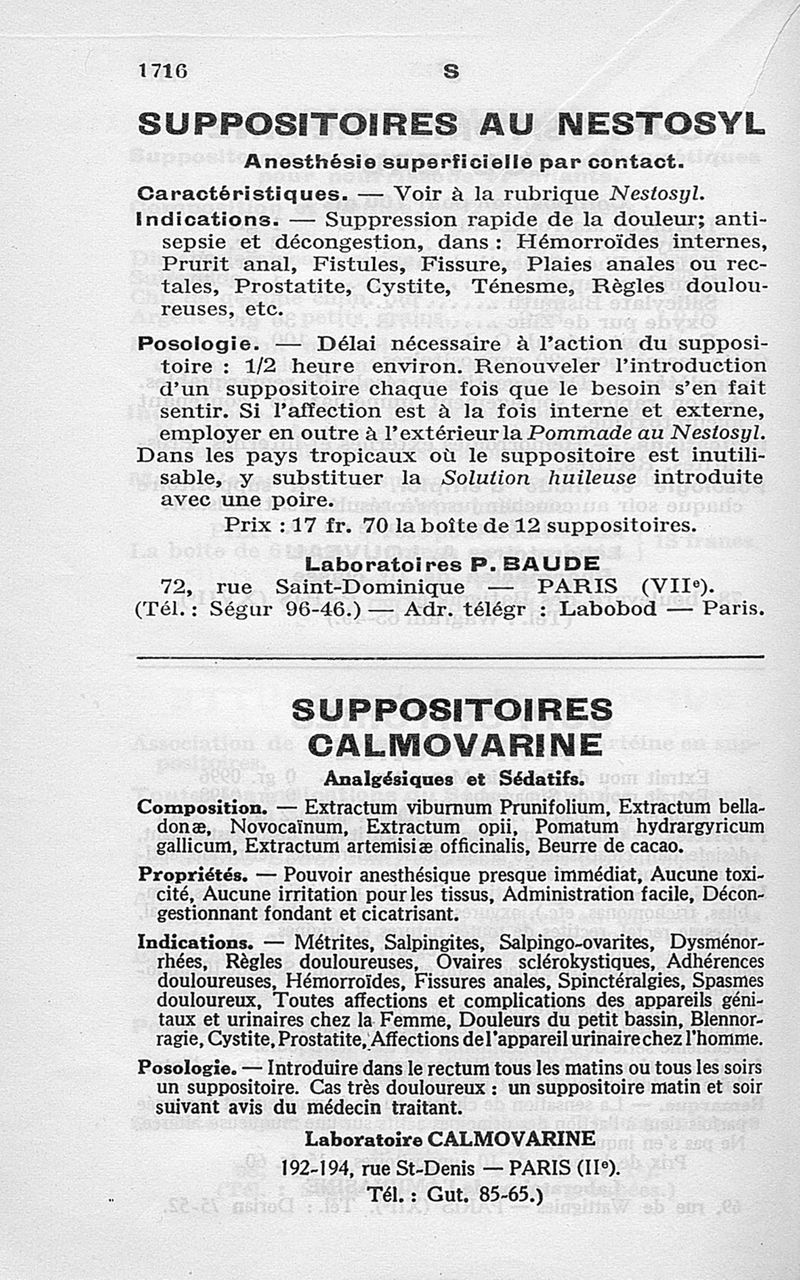 1716 S
SUPPOSITOIRES AU NESTOSYL
Anesthésie superficielle par contact.
Caractéristiques. — Voir à la rubrique Nestosyl.
Indications. — Suppression rapide de la douleur; anti-
sepsie et décongestion, dans : Hémorroïdes internes,
Prurit anal, Fistules, Fissure, Plaies anales ou rec-
tales, Prostatite, Cystite, Ténesme, Règles doulou-
reuses, etc.
Posologie. — Délai nécessaire à l'action du supposi-
toire : 1/2 heure environ. Renouveler l'introduction
d'un suppositoire chaque fois que le besoin s'en fait
sentir. Si l'affection est à la fois interne et externe,
employer en outre à l'extérieur la Pommade au Nestosyl.
Dans les pays tropicaux où le suppositoire est inutili-
sable, y substituer la Solution huileuse introduite
avec une poire.
Prix : 17 fr. 70 la boîte de 12 suppositoires.
Laboratoires P. BAUDE
72, rue Saint-Dominique — PARIS (VIIe).
(Tél. : Ségur 96-46.) — Adr. télégr : Labobod — Paris.
SUPPOSITOIRES
CALMOVARINE
Analgésiques et Sédatifs.
Composition. — Extractum viburnum Prunifolium, Extractum bella-
donæ, Novocaïnum, Extractum opii, Pomatum hydrargyricum
gallicum, Extractum artemisiæ officinalis, Beurre de cacao.
Propriétés. — Pouvoir anesthésique presque immédiat, Aucune toxi-
cité, Aucune irritation pour les tissus, Administration facile, Décon-
gestionnant fondant et cicatrisant.
Indications. — Métrites, Salpingites, Salpingo-ovarites, Dysménor-
rhées, Règles douloureuses, Ovaires sclérokystiques, Adhérences
douloureuses, Hémorroïdes, Fissures anales, Spinctéralgies, Spasmes
douloureux, Toutes affections et complications des appareils géni-
taux et urinaires chez la Femme, Douleurs du petit bassin, Blennor-
ragie, Cystite, Prostatite, Affections de l'appareil urinaire chez l'homme.
Posologie. — Introduire dans le rectum tous les matins ou tous les soirs
un suppositoire. Cas très douloureux : un suppositoire matin et soir
suivant avis du médecin traitant.
Laboratoire CALMOVARINE
192-194, rue St-Denis — PARIS (IIe).
Tél. : Gut. 85-65.)